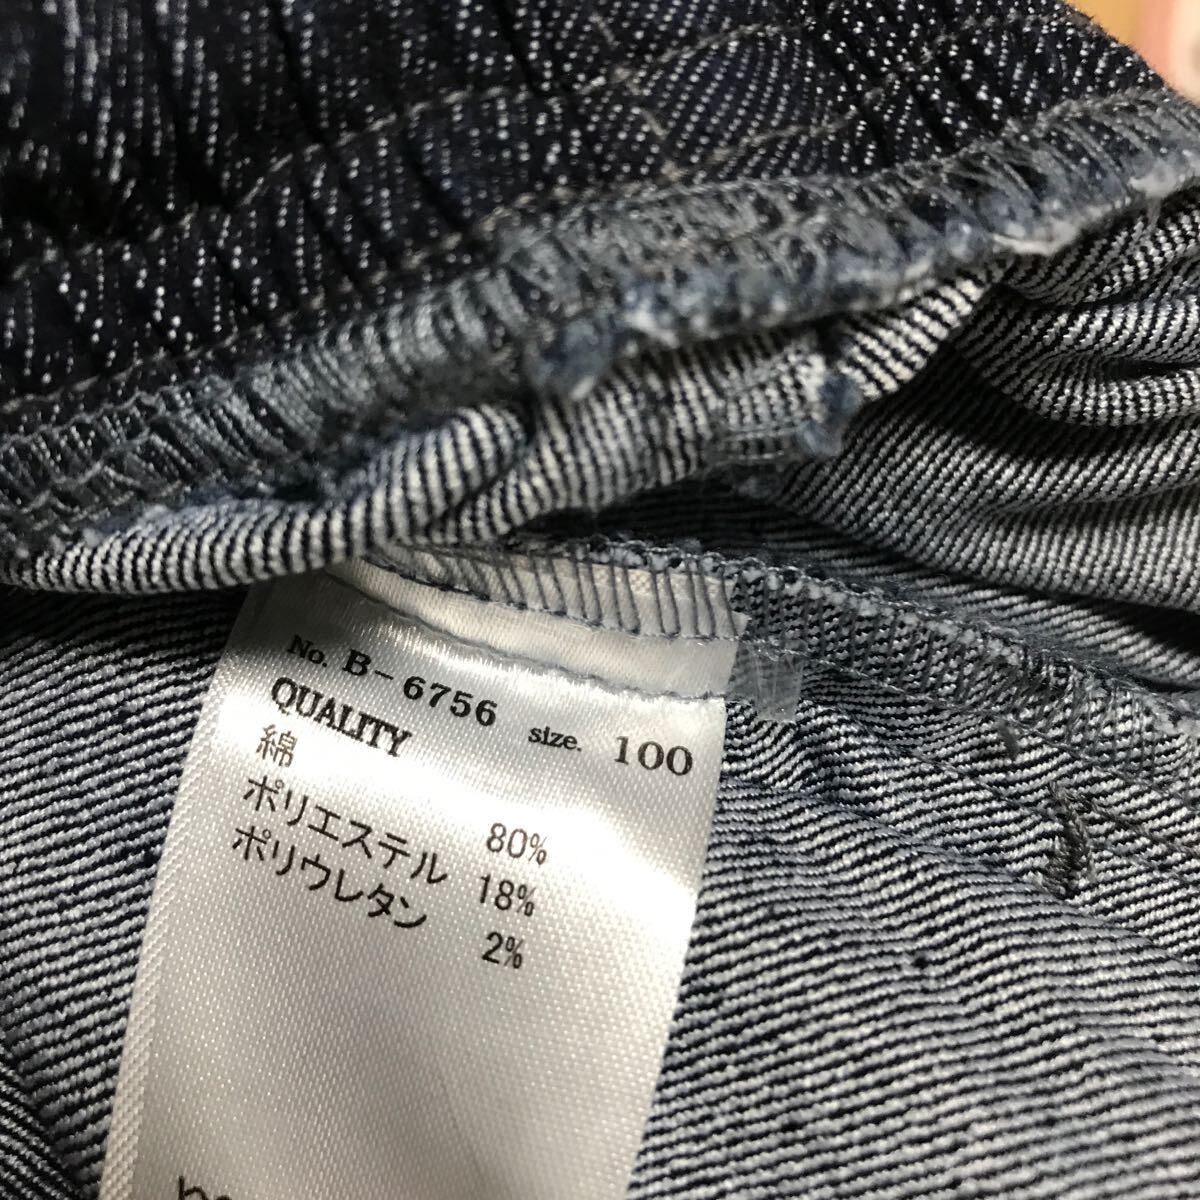 No. B-6756 size. 100
QUALITY
綿 80%
ポリエステル 18%
ポリウレタン 2%